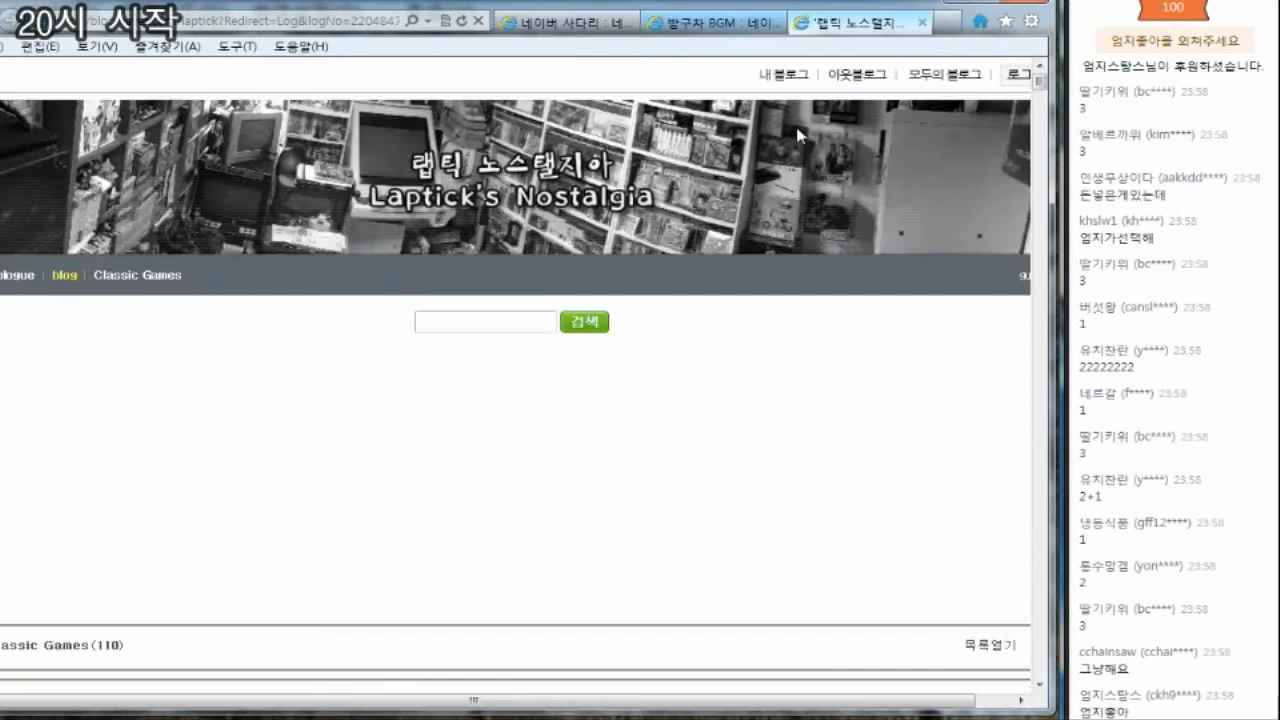 20시 시작
laptick?Redirect=Log&logNo=2204847
네이버 사다리 : 네...
방구차 BGM : 네이...
'랩틱 노스탤지...
편집(E) 보기(V) 즐겨찾기(A) 도구(T) 도움말(H)
내 블로그 | 이웃블로그 | 모두의 블로그 | 로그
랩틱 노스탤지아
Laptick's Nostalgia
blog | Classic Games
검색
assic Games (110)
목록열기
100
엄지좋아을 외쳐주세요
엄지스탕스님이 후원하셨습니다.
딸기키위 (bc****) 23:58
3
알베르까위 (kim****) 23:58
3
인생무상이다 (aakkdd****) 23:58
돈넣은게있는데
khslw1 (kh****) 23:58
엄지가선택해
딸기키위 (bc****) 23:58
3
버섯왕 (cansl****) 23:58
1
유치찬란 (y****) 23:58
22222222
네르갈 (f****) 23:58
1
딸기키위 (bc****) 23:58
3
유치찬란 (y****) 23:58
2+1
냉동식품 (gff12****) 23:58
1
통수망겜 (yon****) 23:58
2
딸기키위 (bc****) 23:58
3
cchainsaw (cchai****) 23:58
그냥해요
엄지스탕스 (ckh9****) 23:58
엄지좋아